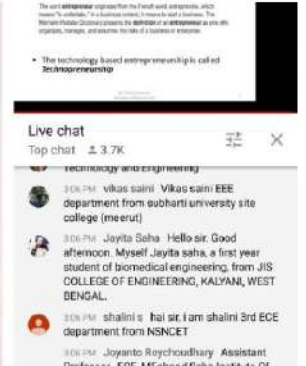 The word entrepreneur originates from the French word, entreprendre, which
means "to undertake." In a business context, it means to start a business. The
Merriam-Webster Dictionary presents the definition of an entrepreneur as one who
organizes, manages, and assumes the risks of a business or enterprise.
• The technology based entrepreneurship is called
Technopreneurship
Live chat
Top chat 3.7K
Technology and Engineering
3:06 PM vikas saini Vikas saini EEE
department from subharti university site
college (meerut)
3:06 PM Jayita Saha Hello sir. Good
afternoon. Myself Jayita saha, a first year
student of biomedical engineering, from JIS
COLLEGE OF ENGINEERING, KALYANI, WEST
BENGAL.
3:06 PM shalini s hai sir, i am shalini 3rd ECE
department from NSNCET
3:06 PM Joyanto Roychoudhary Assistant